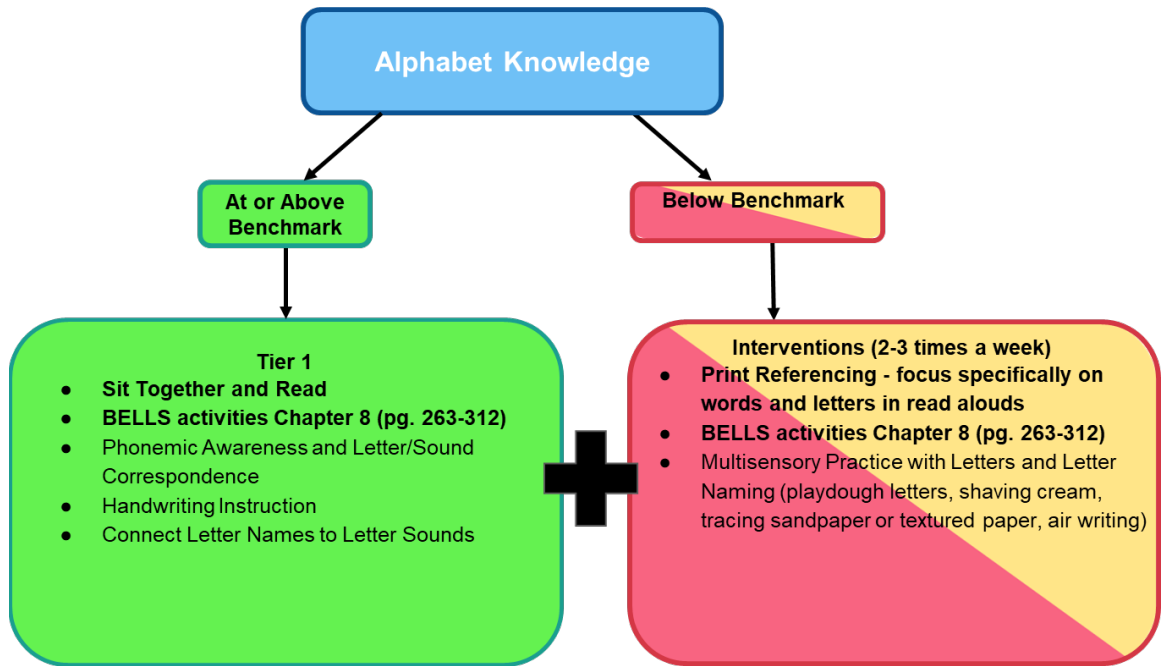 Alphabet Knowledge
At or Above
Benchmark
Below Benchmark
Tier 1
● Sit Together and Read
● BELLS activities Chapter 8 (pg. 263-312)
● Phonemic Awareness and Letter/Sound
Correspondence
● Handwriting Instruction
● Connect Letter Names to Letter Sounds
Interventions (2-3 times a week)
● Print Referencing - focus specifically on
words and letters in read alouds
● BELLS activities Chapter 8 (pg. 263-312)
● Multisensory Practice with Letters and Letter
Naming (playdough letters, shaving cream,
tracing sandpaper or textured paper, air writing)